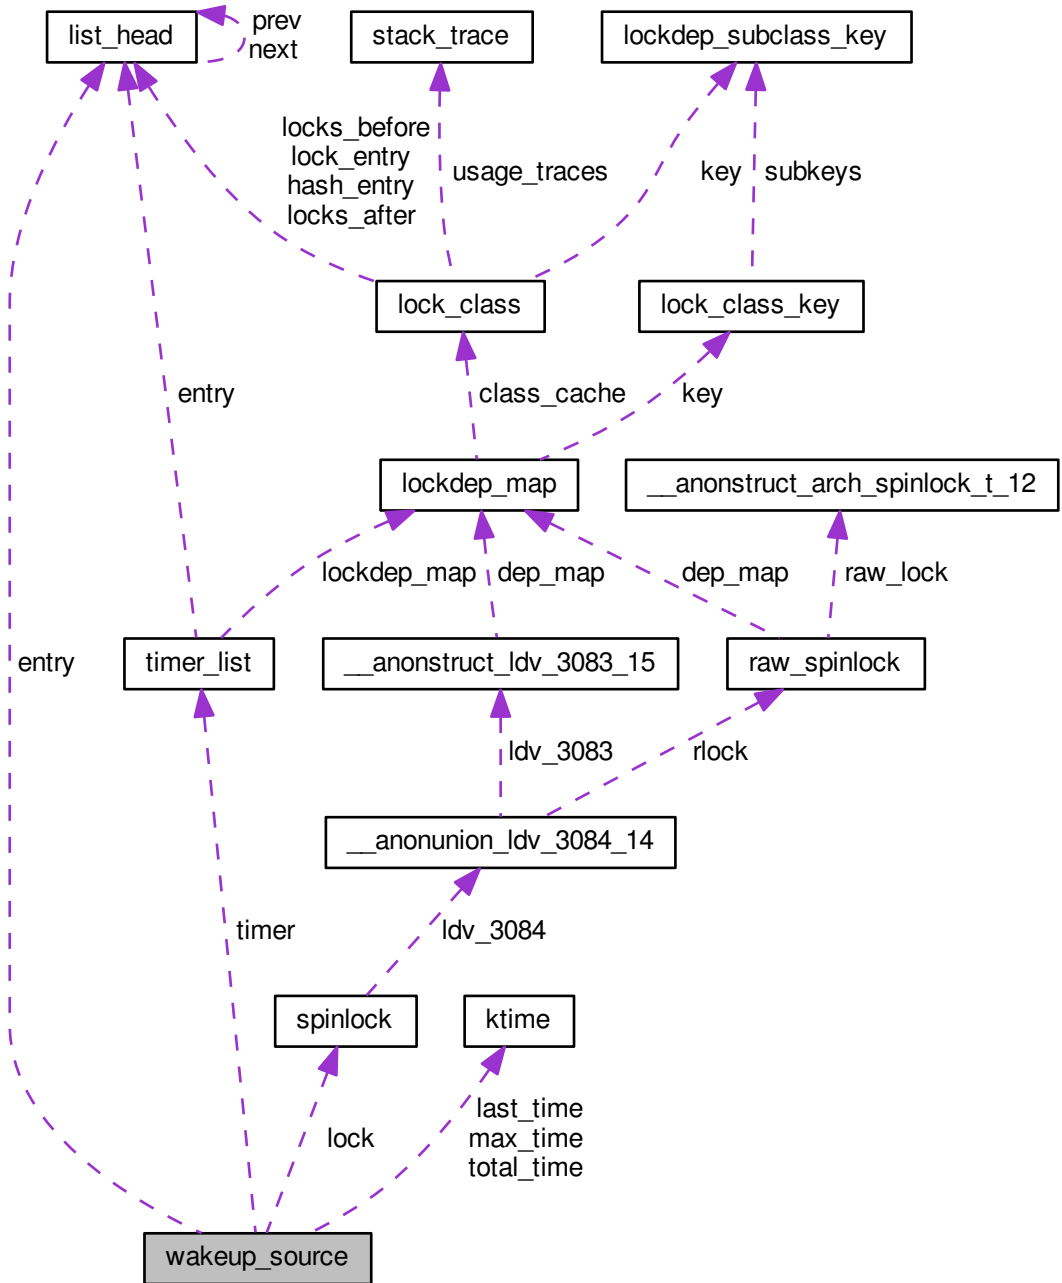 list_head
prev
next
stack_trace
lockdep_subclass_key
locks_before
lock_entry
hash_entry
locks_after
usage_traces
key
subkeys
lock_class
lock_class_key
entry
class_cache
key
lockdep_map
__anonstruct_arch_spinlock_t_12
lockdep_map
dep_map
dep_map
raw_lock
entry
timer_list
__anonstruct_ldv_3083_15
raw_spinlock
ldv_3083
rlock
__anonunion_ldv_3084_14
timer
ldv_3084
spinlock
ktime
lock
last_time
max_time
total_time
wakeup_source